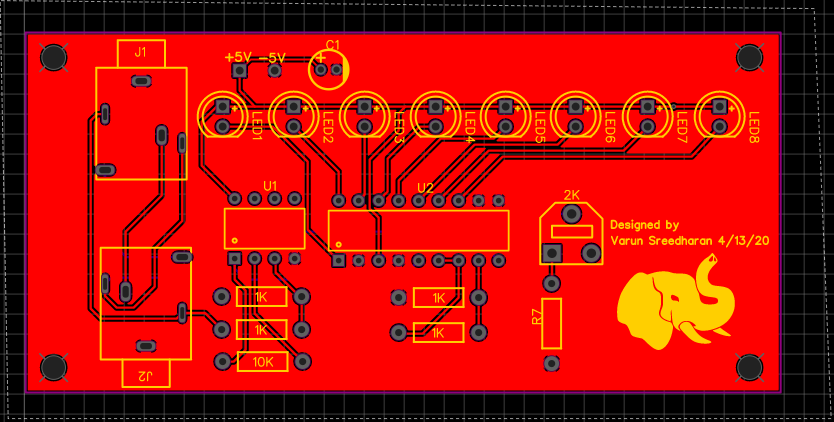 J1
+5V -5V
C1
+
LED1
LED2
LED3
LED4
LED5
LED6
LED7
LED8
U1
U2
2K
Designed by
Varun Sreedharan 4/13/20
1K
1K
10K
1K
1K
R7
J2